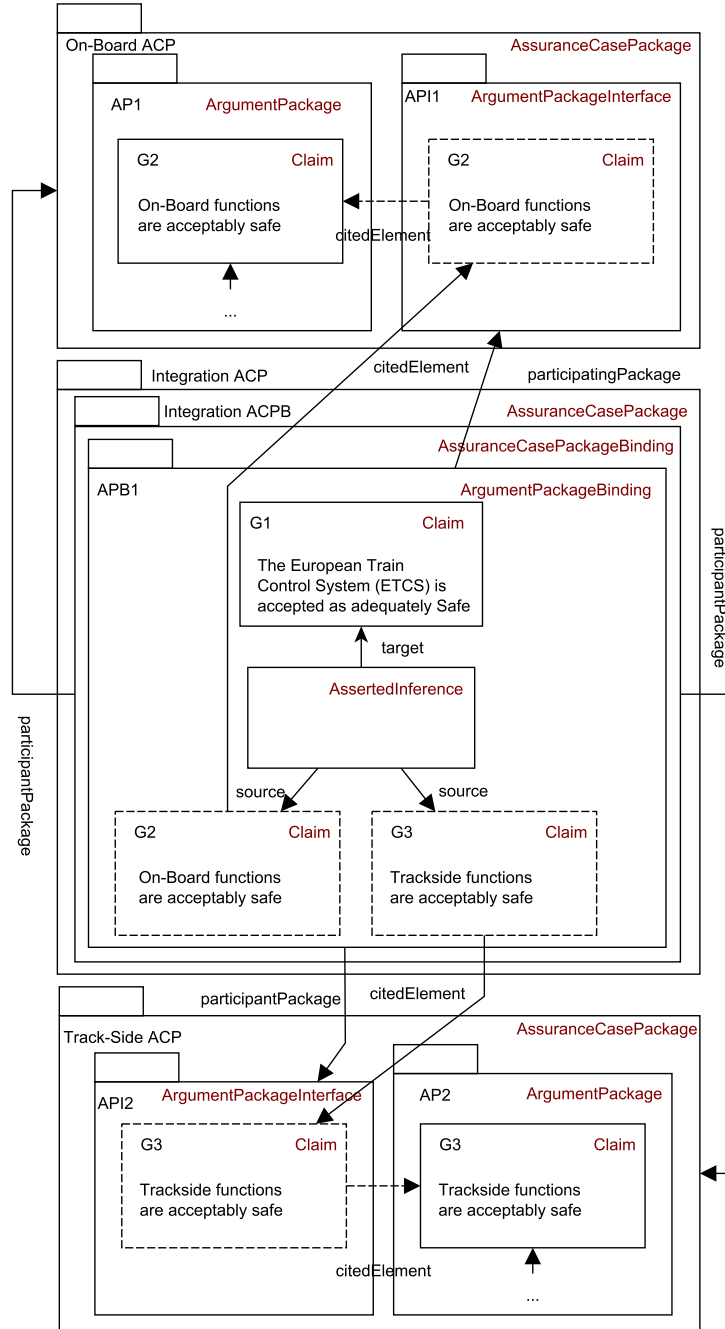 On-Board ACP
AssuranceCasePackage
AP1
ArgumentPackage
API1
ArgumentPackageInterface
G2
Claim
On-Board functions
are acceptably safe
...
G2
Claim
On-Board functions
are acceptably safe
citedElement
citedElement
participatingPackage
Integration ACP
AssuranceCasePackage
Integration ACPB
AssuranceCasePackageBinding
APB1
ArgumentPackageBinding
G1
Claim
The European Train
Control System (ETCS) is
accepted as adequately Safe
target
AssertedInference
source
source
G2
Claim
On-Board functions
are acceptably safe
G3
Claim
Trackside functions
are acceptably safe
participantPackage
participantPackage
participantPackage
citedElement
Track-Side ACP
AssuranceCasePackage
API2
ArgumentPackageInterface
AP2
ArgumentPackage
G3
Claim
Trackside functions
are acceptably safe
G3
Claim
Trackside functions
are acceptably safe
citedElement
...